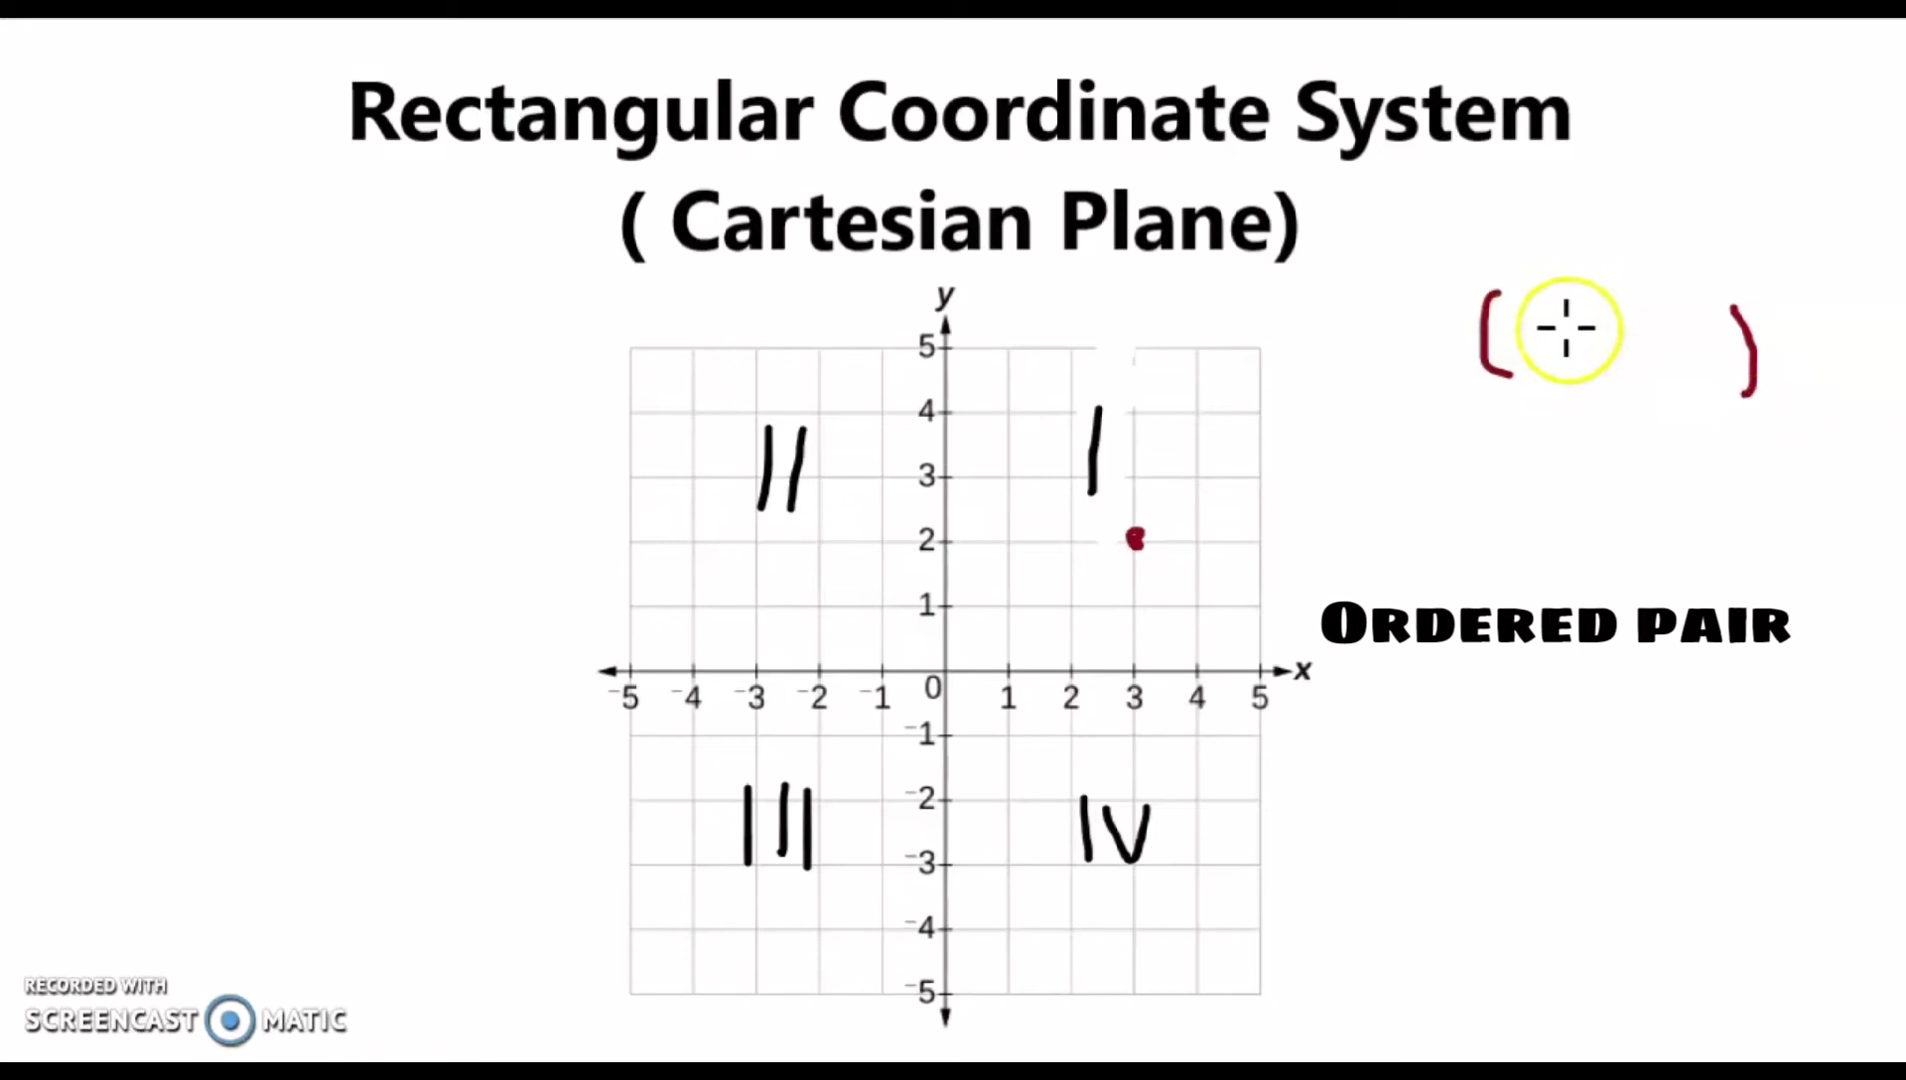 Rectangular Coordinate System
( Cartesian Plane)
y
( )
5
4
II I
3
2
ORDERED PAIR
1
x
-5 -4 -3 -2 -1 0 1 2 3 4 5
-1
-2
III IV
-3
-4
-5
RECORDED WITH
SCREENCAST MATIC